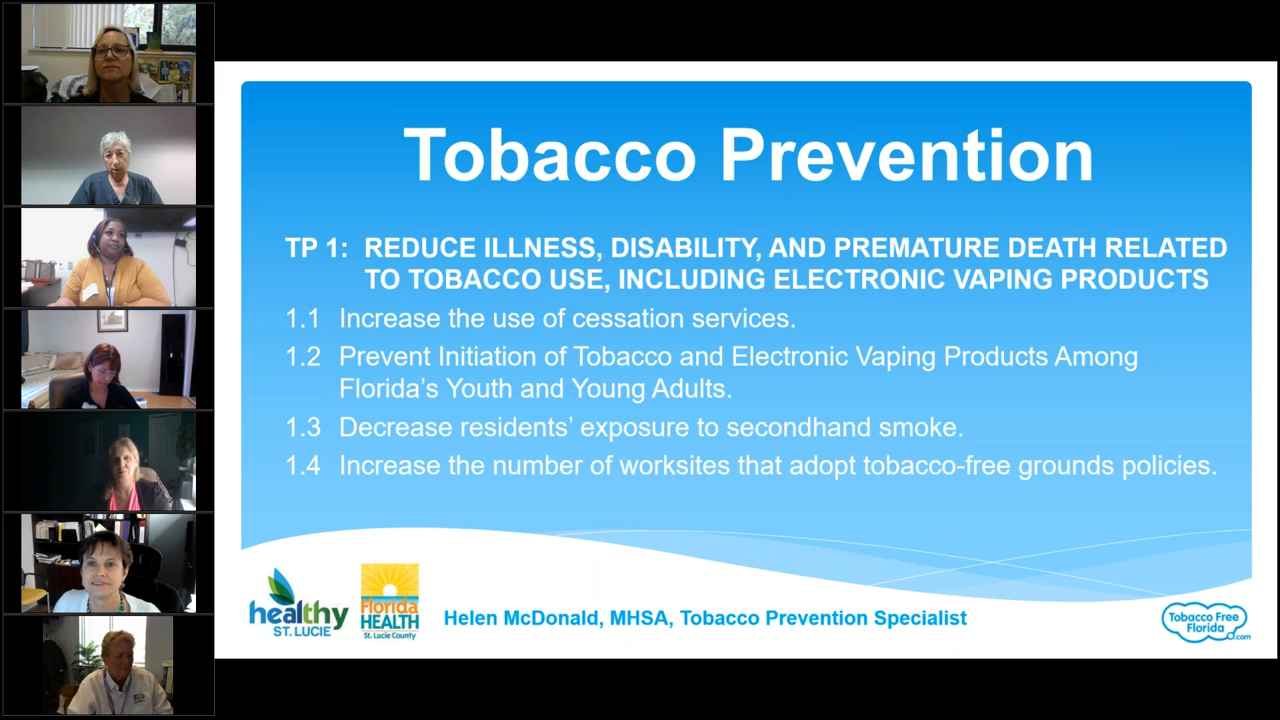 Tobacco Prevention
TP 1: REDUCE ILLNESS, DISABILITY, AND PREMATURE DEATH RELATED
TO TOBACCO USE, INCLUDING ELECTRONIC VAPING PRODUCTS
1.1 Increase the use of cessation services.
1.2 Prevent Initiation of Tobacco and Electronic Vaping Products Among
Florida’s Youth and Young Adults.
1.3 Decrease residents’ exposure to secondhand smoke.
1.4 Increase the number of worksites that adopt tobacco-free grounds policies.
healthy
ST. LUCIE
Florida
HEALTH
St. Lucie County
Helen McDonald, MHSA, Tobacco Prevention Specialist
Tobacco Free
Florida
.com